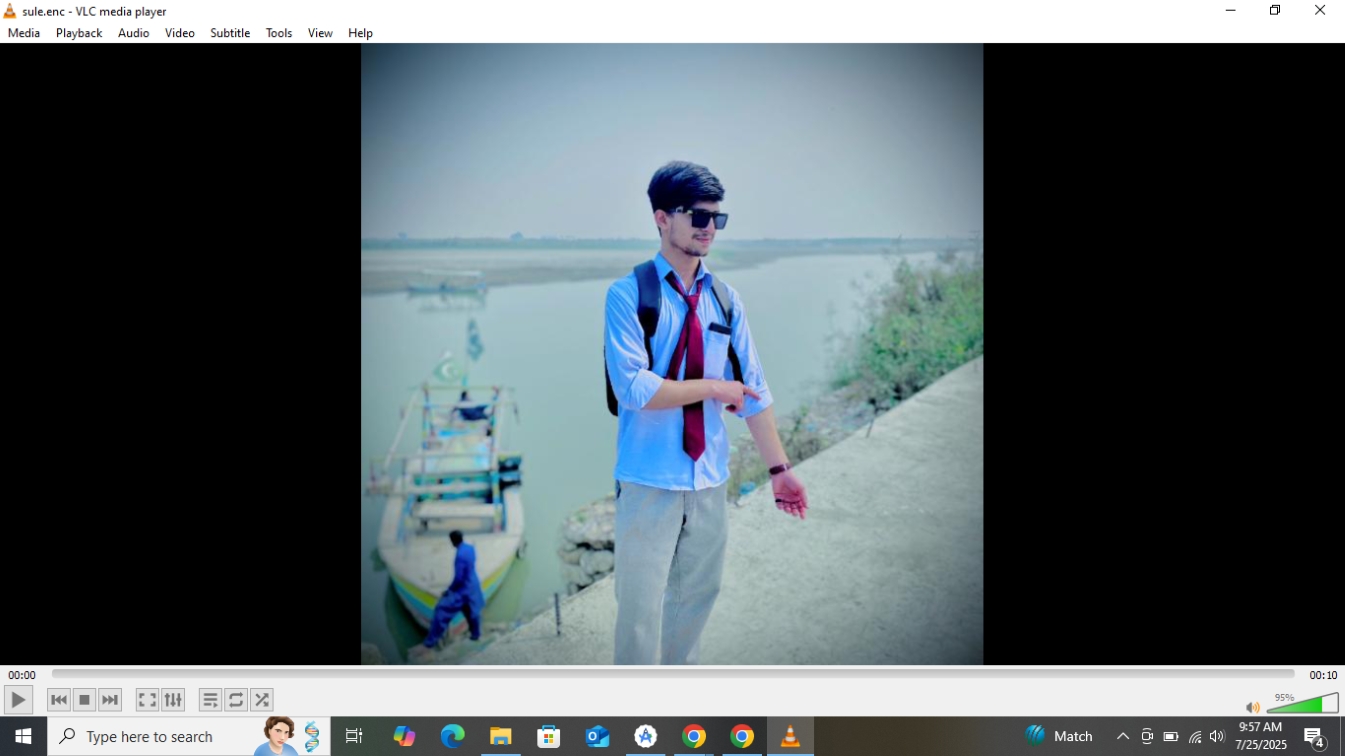 sule.enc - VLC media player
Media Playback Audio Video Subtitle Tools View Help
00:00 00:10
95%
Type here to search
Match
9:57 AM
7/25/2025
4